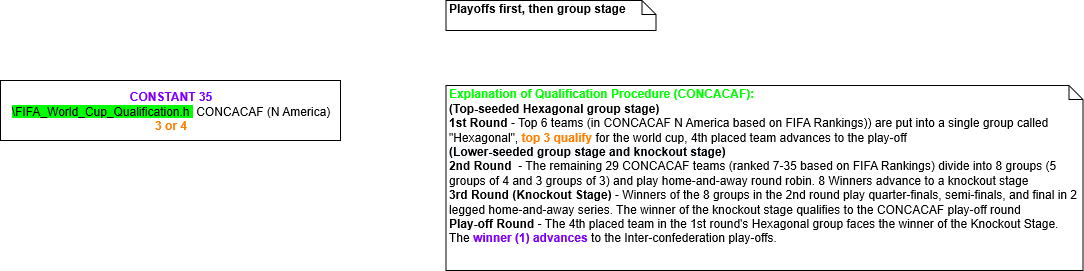 Playoffs first, then group stage
CONSTANT 35
\FIFA_World_Cup_Qualification.h CONCACAF (N America)
3 or 4
Explanation of Qualification Procedure (CONCACAF):
(Top-seeded Hexagonal group stage)
1st Round - Top 6 teams (in CONCACAF N America based on FIFA Rankings)) are put into a single group called
"Hexagonal", top 3 qualify for the world cup, 4th placed team advances to the play-off
(Lower-seeded group stage and knockout stage)
2nd Round - The remaining 29 CONCACAF teams (ranked 7-35 based on FIFA Rankings) divide into 8 groups (5
groups of 4 and 3 groups of 3) and play home-and-away round robin. 8 Winners advance to a knockout stage
3rd Round (Knockout Stage) - Winners of the 8 groups in the 2nd round play quarter-finals, semi-finals, and final in 2
legged home-and-away series. The winner of the knockout stage qualifies to the CONCACAF play-off round
Play-off Round - The 4th placed team in the 1st round's Hexagonal group faces the winner of the Knockout Stage.
The winner (1) advances to the Inter-confederation play-offs.